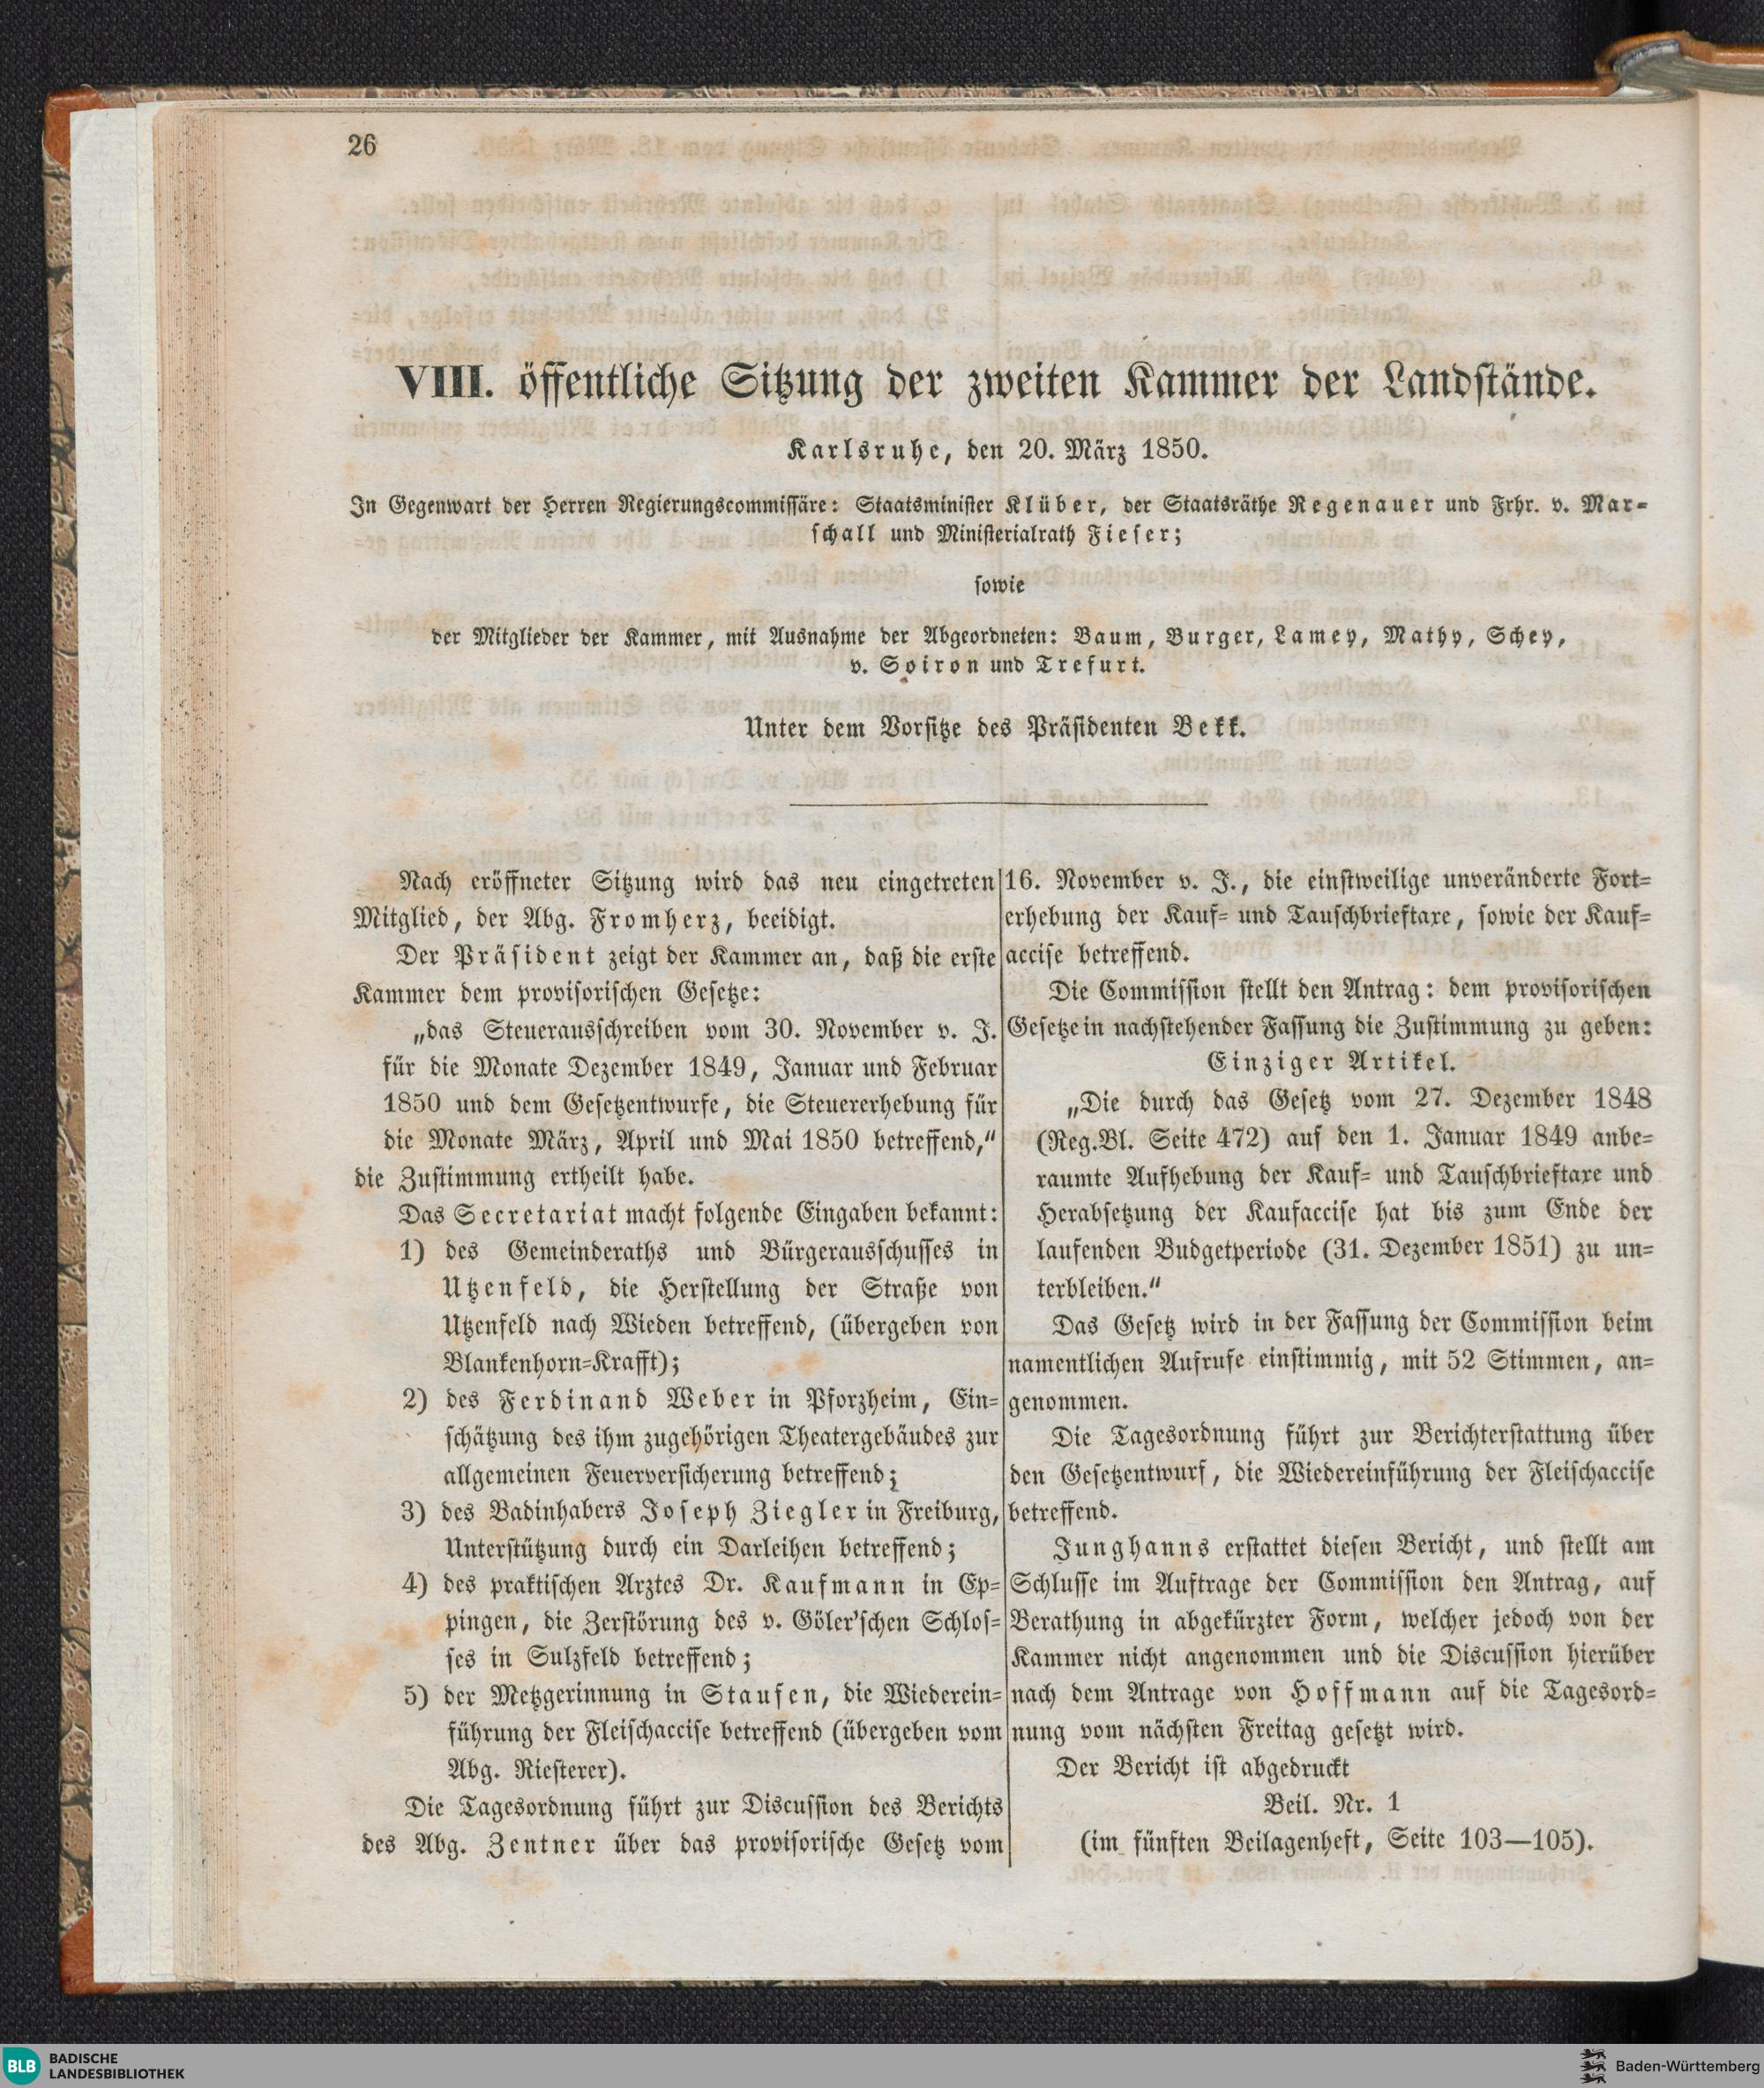 26
VIII. öffentliche Sitzung der zweiten Kammer der Landstände.
Karlsruhe, den 20. März 1850.
In Gegenwart der Herren Regierungscommissäre: Staatsminister Klüber, der Staatsräthe Regenauer und Frhr. v. Mar-
schall und Ministerialrath Fieser;
sowie
der Mitglieder der Kammer, mit Ausnahme der Abgeordneten: Baum, Burger, Lamey, Mathy, Schey,
v. Soiron und Trefurt.
Unter dem Vorsitze des Präsidenten Bekk.
Nach eröffneter Sitzung wird das neu eingetreten
Mitglied, der Abg. Fromherz, beeidigt.
Der Präsident zeigt der Kammer an, daß die erste
Kammer dem provisorischen Gesetze:
„das Steuerausschreiben vom 30. November v. J.
für die Monate Dezember 1849, Januar und Februar
1850 und dem Gesetzentwurfe, die Steuererhebung für
die Monate März, April und Mai 1850 betreffend,“
die Zustimmung ertheilt habe.
Das Secretariat macht folgende Eingaben bekannt:
1) des Gemeinderaths und Bürgerausschusses in
Utzenfeld, die Herstellung der Straße von
Utzenfeld nach Wieden betreffend, (übergeben von
Blankenhorn-Krafft);
2) des Ferdinand Weber in Pforzheim, Ein-
schätzung des ihm zugehörigen Theatergebäudes zur
allgemeinen Feuerversicherung betreffend;
3) des Badinhabers Joseph Ziegler in Freiburg,
Unterstützung durch ein Darleihen betreffend;
4) des praktischen Arztes Dr. Kaufmann in Ep-
pingen, die Zerstörung des v. Göler'schen Schlos-
ses in Sulzfeld betreffend;
5) der Metzgerinnung in Staufen, die Wiederein-
führung der Fleischaccise betreffend (übergeben vom
Abg. Riesterer).
Die Tagesordnung führt zur Discussion des Berichts
des Abg. Zentner über das provisorische Gesetz vom
16. November v. J., die einstweilige unveränderte Fort-
erhebung der Kauf- und Tauschbrieftaxe, sowie der Kauf-
accise betreffend.
Die Commission stellt den Antrag: dem provisorischen
Gesetze in nachstehender Fassung die Zustimmung zu geben:
Einziger Artikel.
„Die durch das Gesetz vom 27. Dezember 1848
(Reg.Bl. Seite 472) auf den 1. Januar 1849 anbe-
raumte Aufhebung der Kauf- und Tauschbrieftaxe und
Herabsetzung der Kaufaccise hat bis zum Ende der
laufenden Budgetperiode (31. Dezember 1851) zu un-
terbleiben.“
Das Gesetz wird in der Fassung der Commission beim
namentlichen Aufrufe einstimmig, mit 52 Stimmen, an-
genommen.
Die Tagesordnung führt zur Berichterstattung über
den Gesetzentwurf, die Wiedereinführung der Fleischaccise
betreffend.
Junghanns erstattet diesen Bericht, und stellt am
Schlusse im Auftrage der Commission den Antrag, auf
Berathung in abgekürzter Form, welcher jedoch von der
Kammer nicht angenommen und die Discussion hierüber
nach dem Antrage von Hoffmann auf die Tagesord-
nung vom nächsten Freitag gesetzt wird.
Der Bericht ist abgedruckt
Beil. Nr. 1
(im fünften Beilagenheft, Seite 103—105).
BLB BADISCHE
LANDESBIBLIOTHEK
Baden-Württemberg